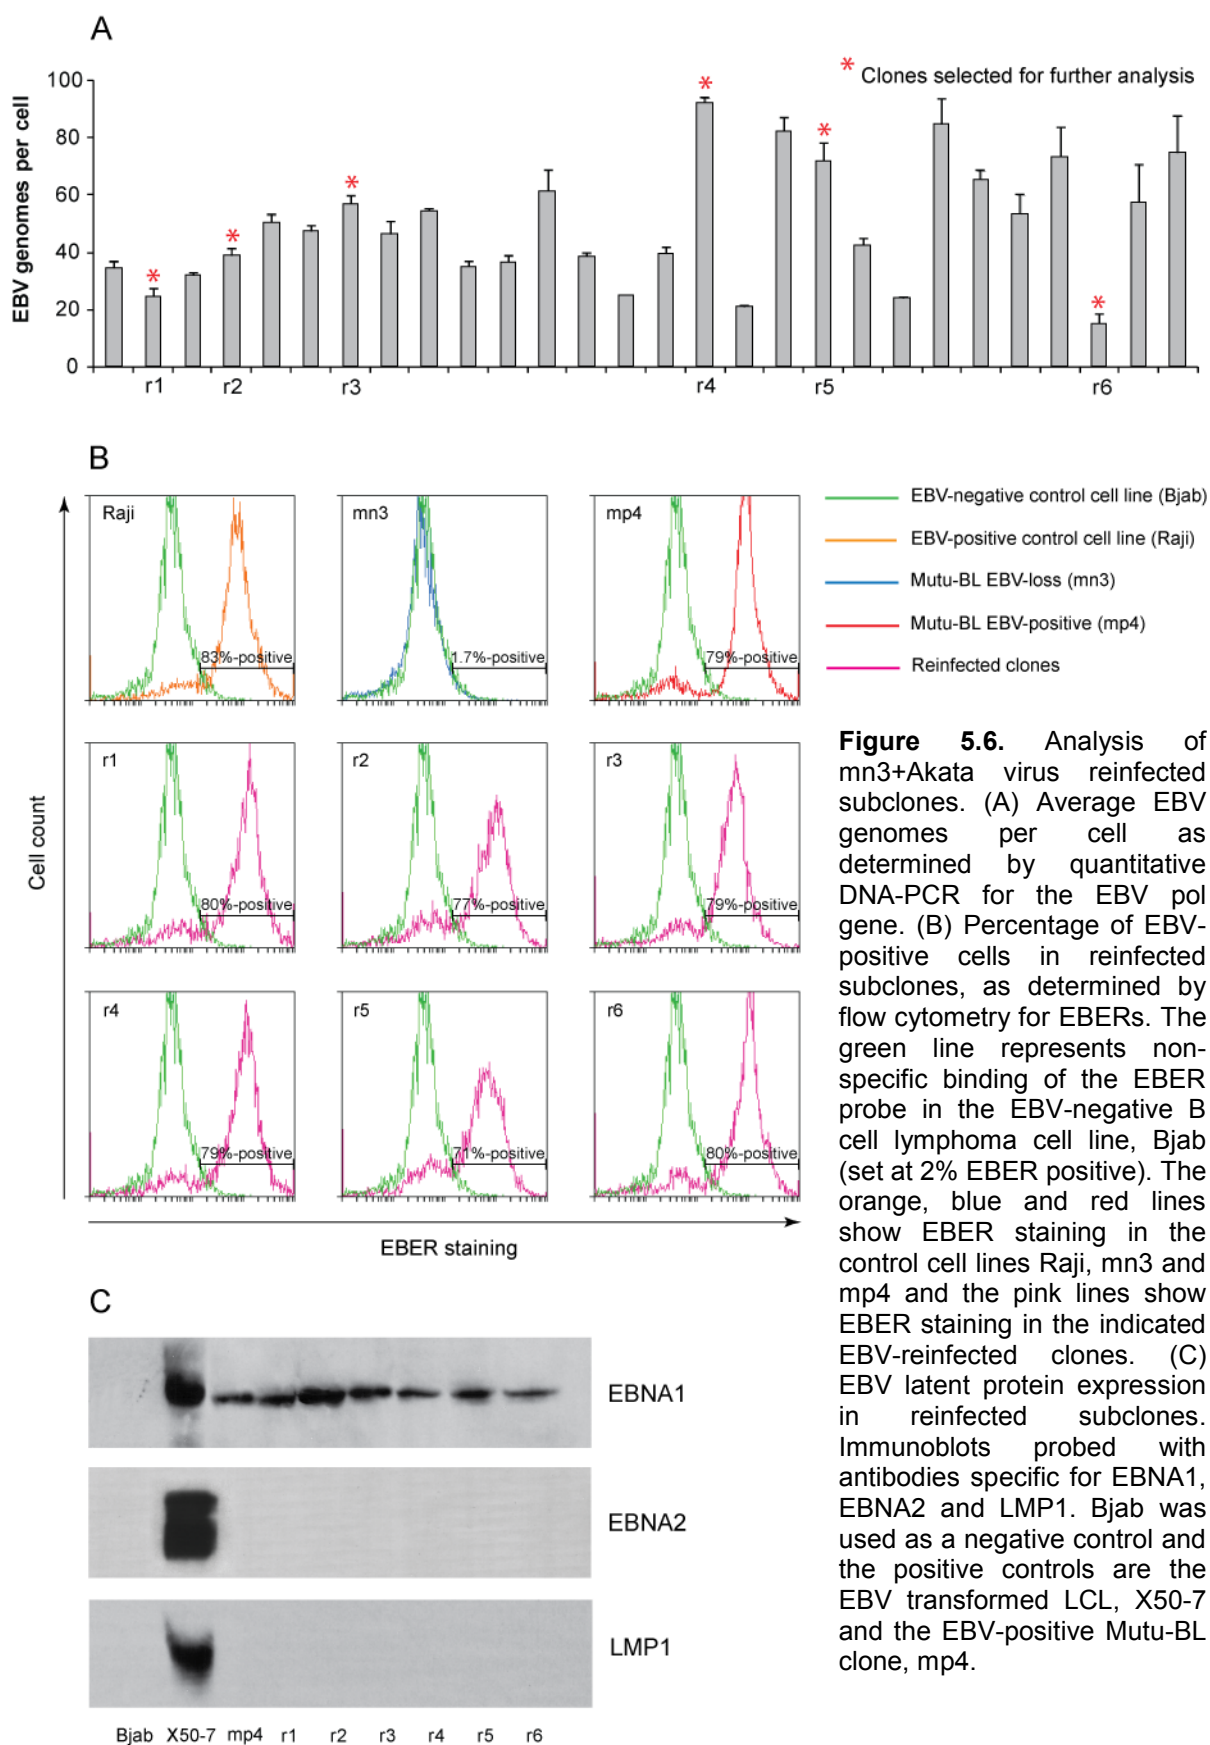 A
EBV genomes per cell
100
80
60
40
20
0
* Clones selected for further analysis
* * * * * *
r1 r2 r3 r4 r5 r6
B
Cell count
Raji
83%-positive
mn3
1.7%-positive
mp4
79%-positive
r1
80%-positive
r2
77%-positive
r3
79%-positive
r4
79%-positive
r5
71%-positive
r6
80%-positive
EBER staining
EBV-negative control cell line (Bjab)
EBV-positive control cell line (Raji)
Mutu-BL EBV-loss (mn3)
Mutu-BL EBV-positive (mp4)
Reinfected clones
C
EBNA1
EBNA2
LMP1
Bjab X50-7 mp4 r1 r2 r3 r4 r5 r6
Figure 5.6. Analysis of
mn3+Akata virus reinfected
subclones. (A) Average EBV
genomes per cell as
determined by quantitative
DNA-PCR for the EBV pol
gene. (B) Percentage of EBV-
positive cells in reinfected
subclones, as determined by
flow cytometry for EBERs. The
green line represents non-
specific binding of the EBER
probe in the EBV-negative B
cell lymphoma cell line, Bjab
(set at 2% EBER positive). The
orange, blue and red lines
show EBER staining in the
control cell lines Raji, mn3 and
mp4 and the pink lines show
EBER staining in the indicated
EBV-reinfected clones. (C)
EBV latent protein expression
in reinfected subclones.
Immunoblots probed with
antibodies specific for EBNA1,
EBNA2 and LMP1. Bjab was
used as a negative control and
the positive controls are the
EBV transformed LCL, X50-7
and the EBV-positive Mutu-BL
clone, mp4.